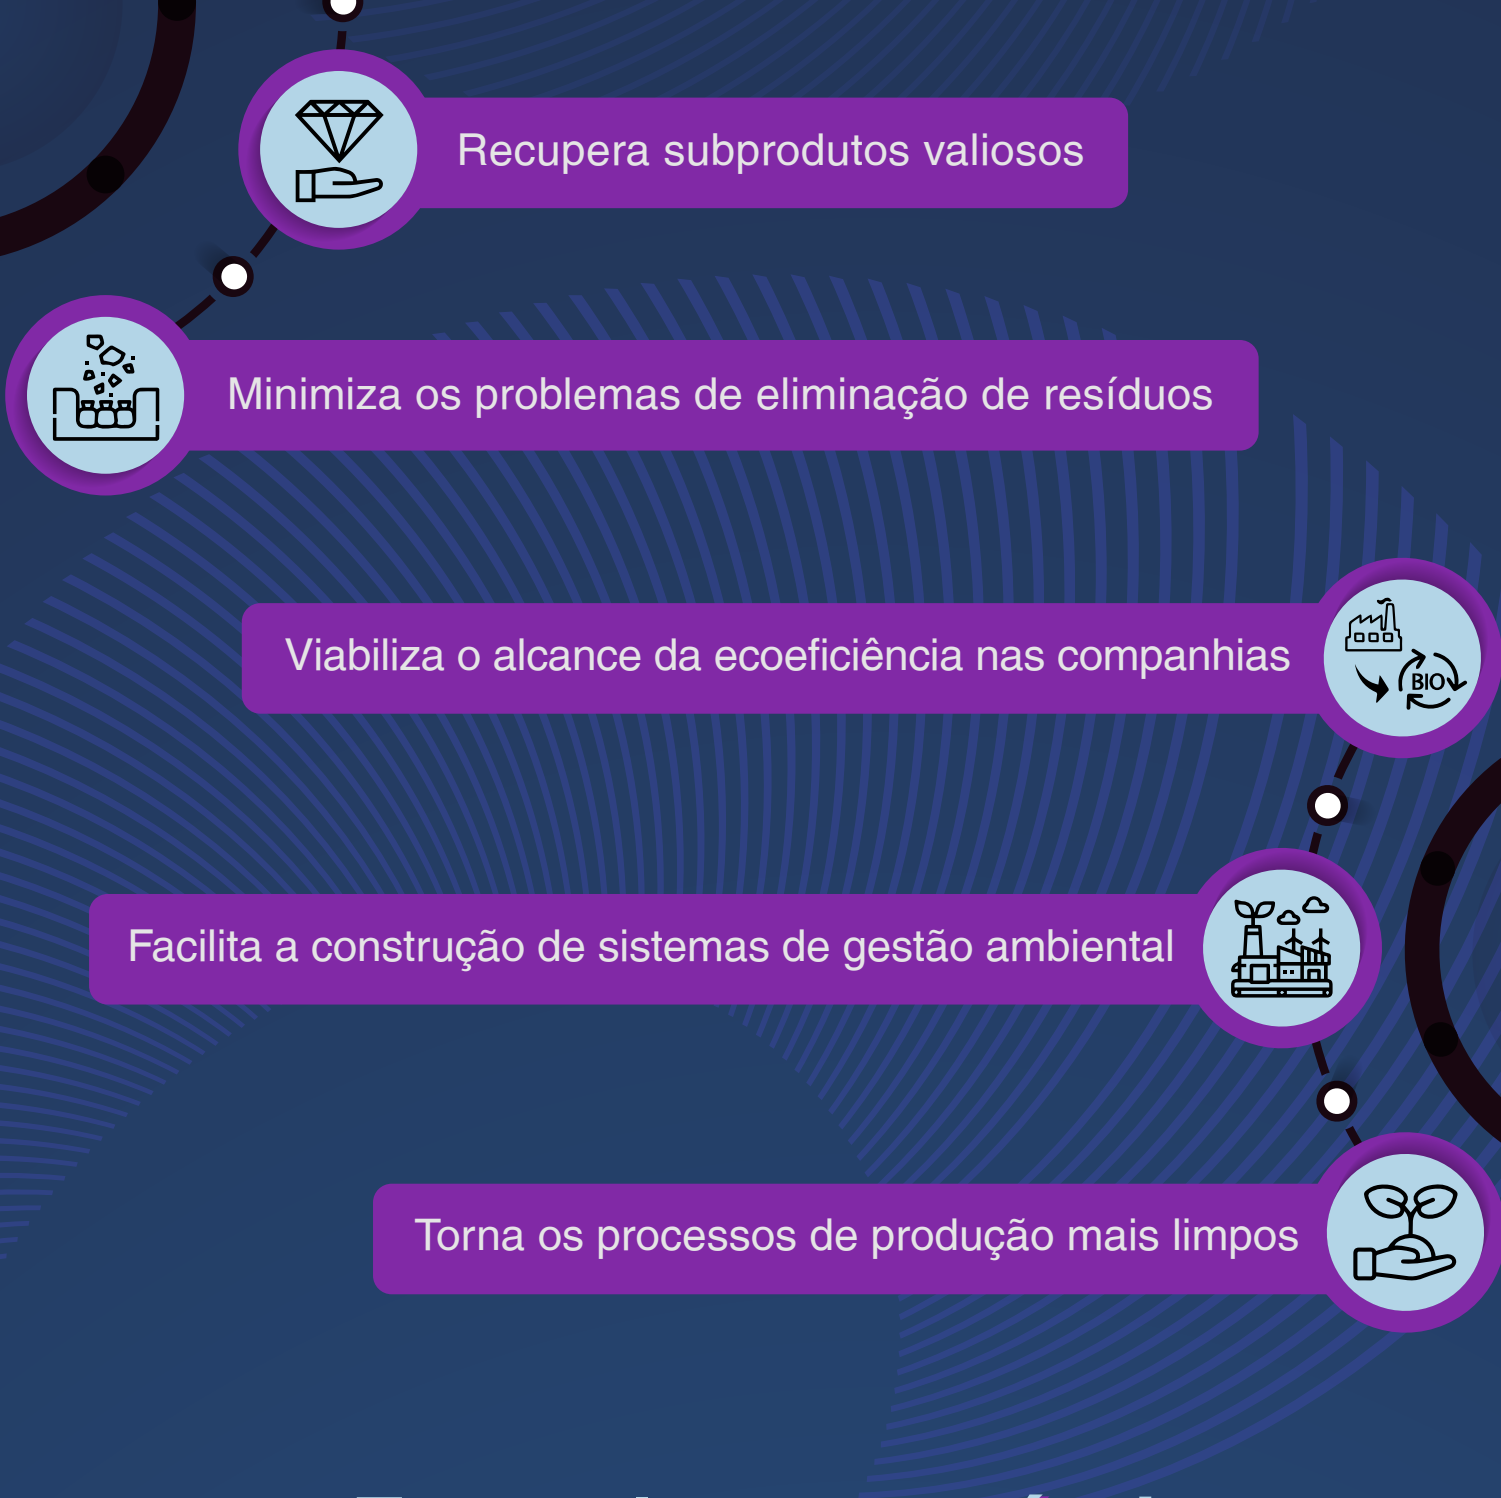 Recupera subprodutos valiosos
Minimiza os problemas de eliminação de resíduos
Viabiliza o alcance da ecoeficiência nas companhias
BIO
Facilita a construção de sistemas de gestão ambiental
Torna os processos de produção mais limpos